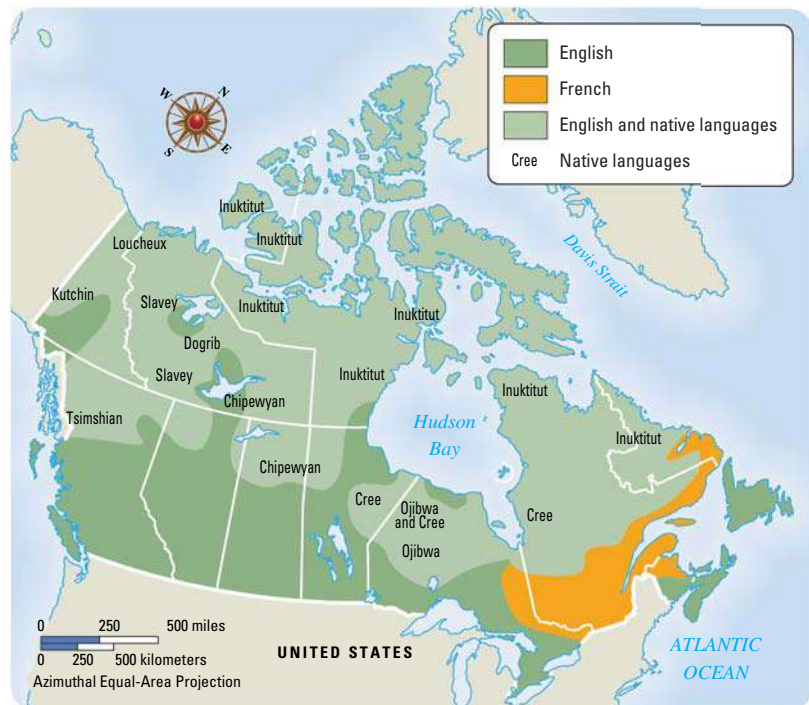 English
French
English and native languages
Cree Native languages
W
N
S
E
Inuktitut
Loucheux
Inuktitut
Davis Strait
Kutchin
Slavey
Inuktitut
Inuktitut
Dogrib
Slavey
Inuktitut
Chipewyan
Inuktitut
Tsimshian
Hudson
Bay
Inuktitut
Chipewyan
Cree
Ojibwa
and Cree
Cree
Ojibwa
0 250 500 miles
0 250 500 kilometers
Azimuthal Equal-Area Projection
UNITED STATES
ATLANTIC
OCEAN